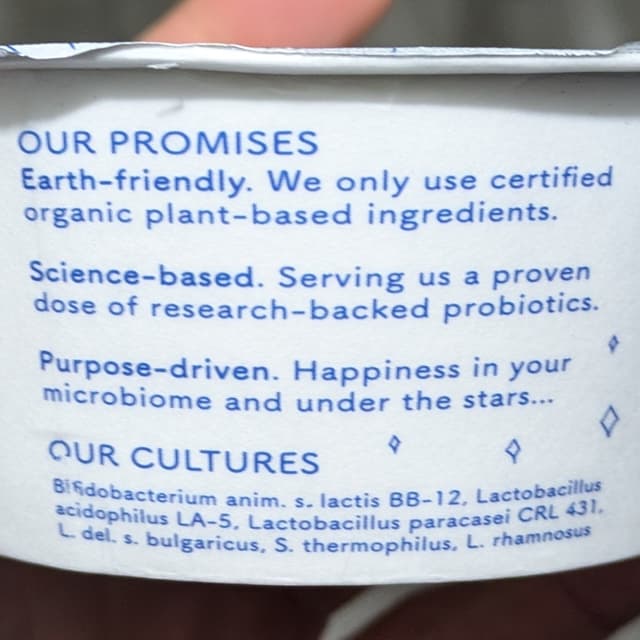 OUR PROMISES
Earth-friendly. We only use certified
organic plant-based ingredients.
Science-based. Serving us a proven
dose of research-backed probiotics.
Purpose-driven. Happiness in your
microbiome and under the stars...
OUR CULTURES
Bifidobacterium anim. s. lactis BB-12, Lactobacillus
acidophilus LA-5, Lactobacillus paracasei CRL 431,
L. del. s. bulgaricus, S. thermophilus, L. rhamnosus